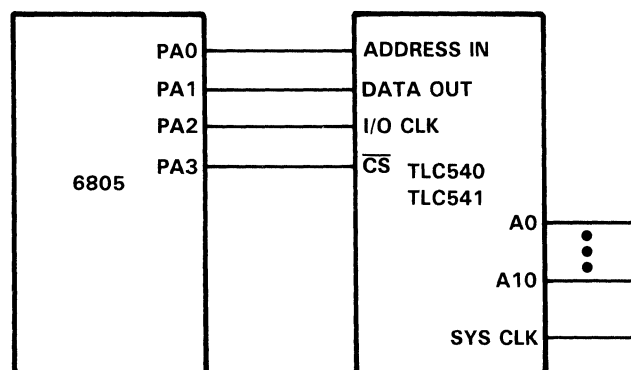 PA0
PA1
PA2
PA3
6805
ADDRESS IN
DATA OUT
I/O CLK
CS
TLC540
TLC541
A0
A10
SYS CLK